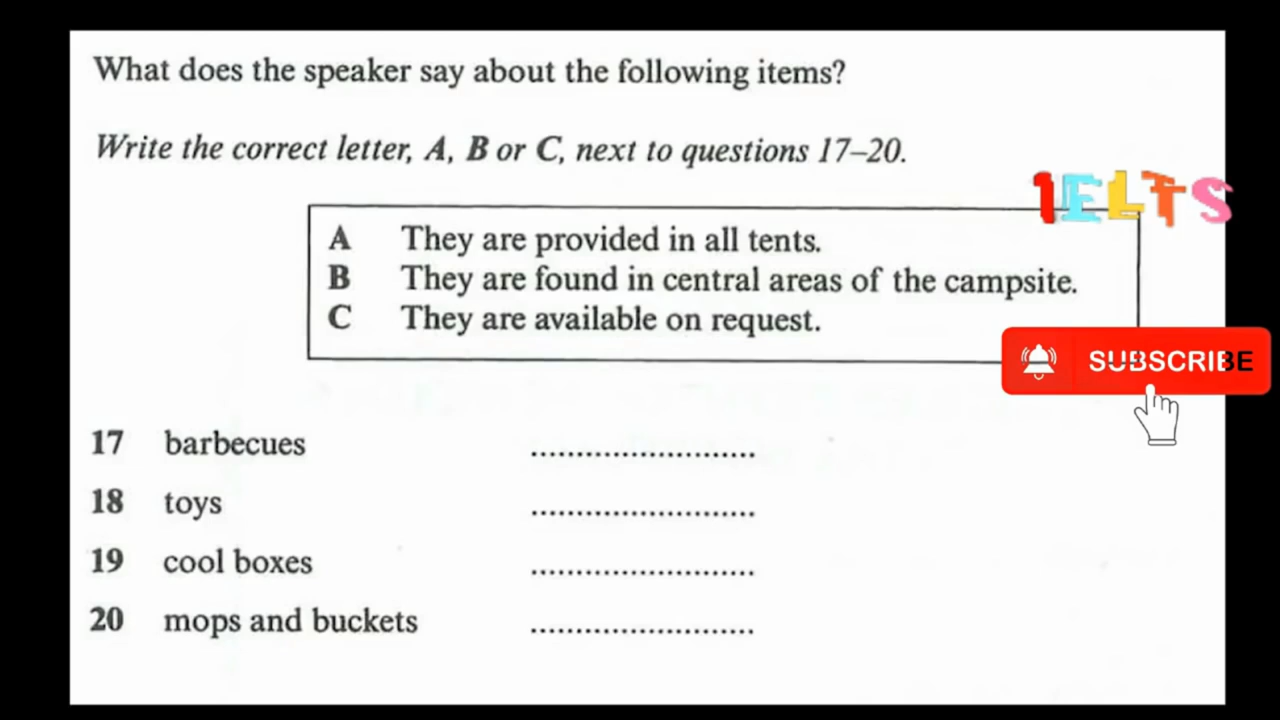 What does the speaker say about the following items?
Write the correct letter, A, B or C, next to questions 17–20.
IELTS
A They are provided in all tents.
B They are found in central areas of the campsite.
C They are available on request.
SUBSCRIBE
17 barbecues ..........................
18 toys ..........................
19 cool boxes ..........................
20 mops and buckets ..........................